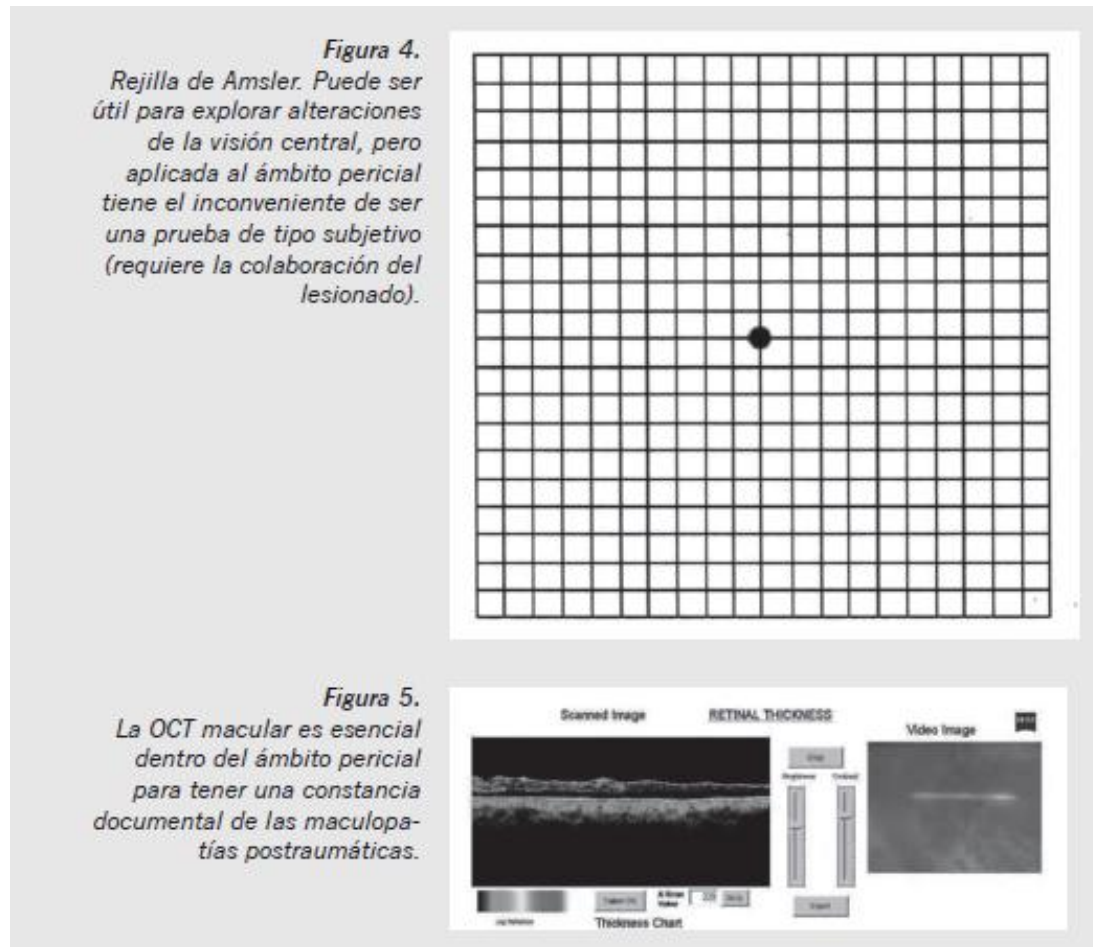 Figura 4.
Rejilla de Amsler. Puede ser
útil para explorar alteraciones
de la visión central, pero
aplicada al ámbito pericial
tiene el inconveniente de ser
una prueba de tipo subjetivo
(requiere la colaboración del
lesionado).
Figura 5.
La OCT macular es esencial
dentro del ámbito pericial
para tener una constancia
documental de las maculopa-
tías postraumáticas.
Scanned Image
RETINAL THICKNESS
Video Image
Thickness Chart